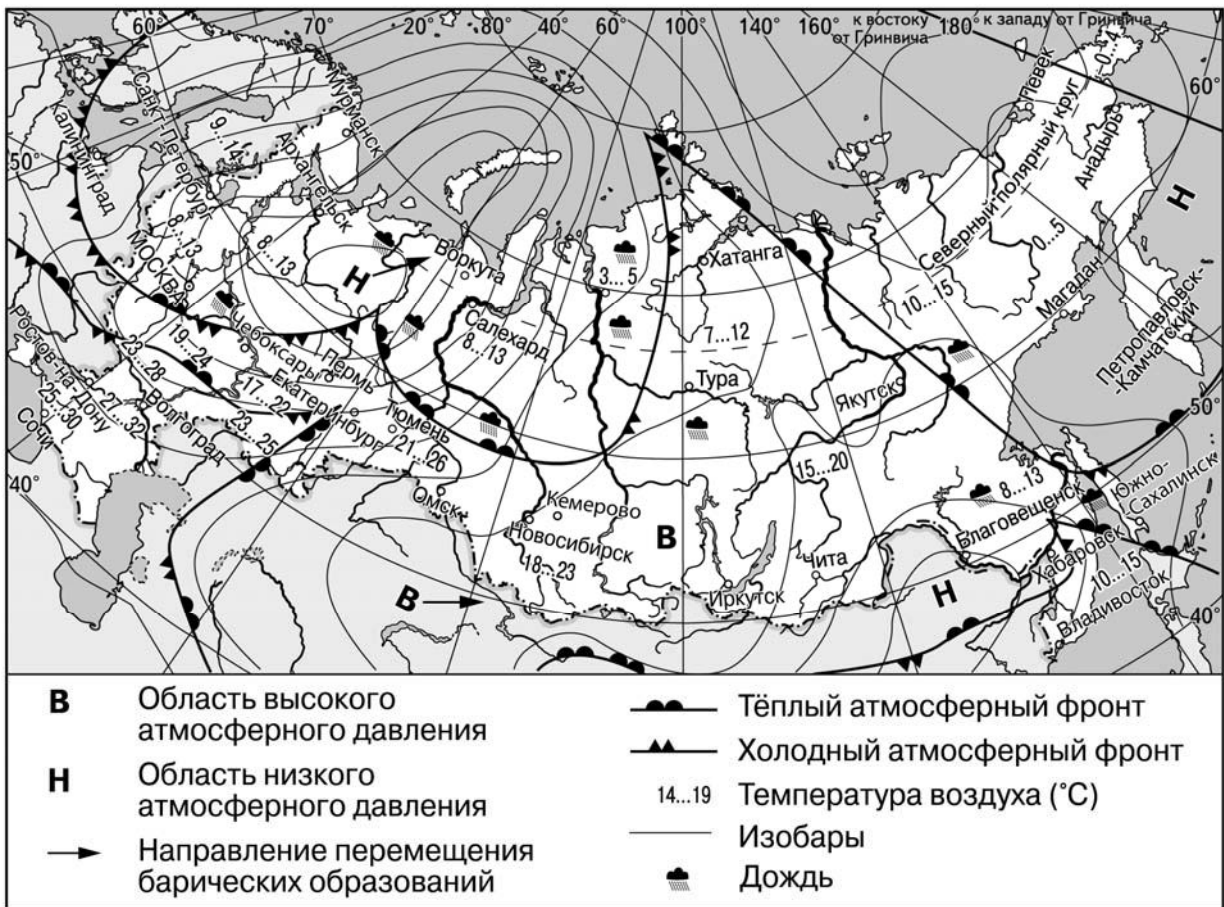 60°
70°
80°
20°
40°
60°
100°
140°
160°
к востоку
от Гринвича
180°
к западу от Гринвича
60°
50°
40°
50°
40°
Мурманск
Санкт-Петербург
Калининград
Архангельск
9...14
8...13
8...13
МОСКВА
Н
Воркута
Салехард
8...13
3... 5
Хатанга
7...12
Тура
Якутск
10...15
Северный полярный круг
Певек
0...4
Анадырь
0...5
Н
Магадан
Петропавловск-
-Камчатский
Чебоксары
19...24
Пермь
17...22
Екатеринбург
Тюмень
21...26
23...28
Ростов-на-Дону
27...32
25...30
Сочи
Волгоград
23...25
Омск
Кемерово
Новосибирск
18...23
В
В
15...20
Иркутск
Чита
Н
8...13
Благовещенск
Хабаровск
10...15
Владивосток
Южно-
-Сахалинск
В
Область высокого
атмосферного давления
Н
Область низкого
атмосферного давления
Направление перемещения
барических образований
Тёплый атмосферный фронт
Холодный атмосферный фронт
14...19
Температура воздуха (°С)
Изобары
Дождь